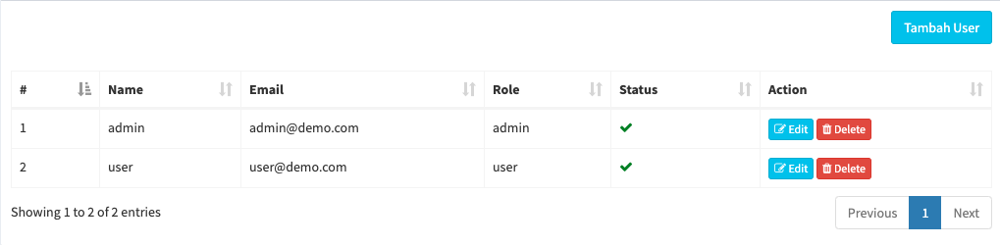 Tambah User
# Name Email Role Status Action
1 admin admin@demo.com admin Edit Delete
2 user user@demo.com user Edit Delete
Showing 1 to 2 of 2 entries Previous 1 Next